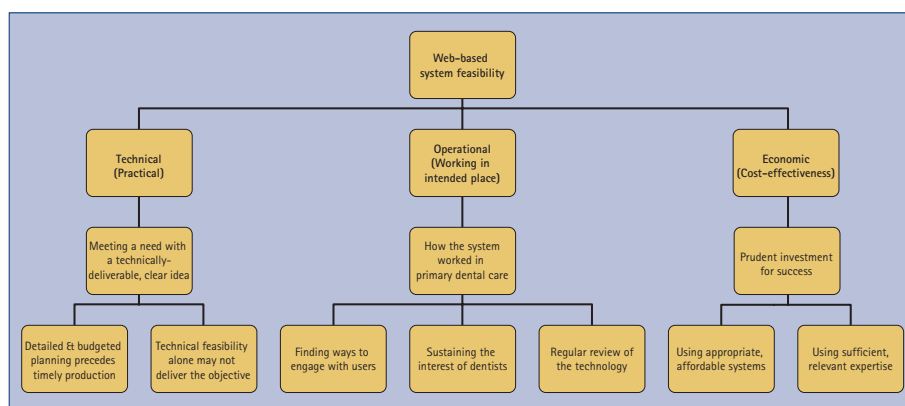 Web-based
system feasibility
Technical
(Practical)
Operational
(Working in
intended place)
Economic
(Cost-effectiveness)
Meeting a need with
a technically-
deliverable, clear idea
How the system
worked in
primary dental care
Prudent investment
for success
Detailed & budgeted
planning precedes
timely production
Technical feasibility
alone may not
deliver the objective
Finding ways to
engage with users
Sustaining the
interest of dentists
Regular review of
the technology
Using appropriate,
affordable systems
Using sufficient,
relevant expertise